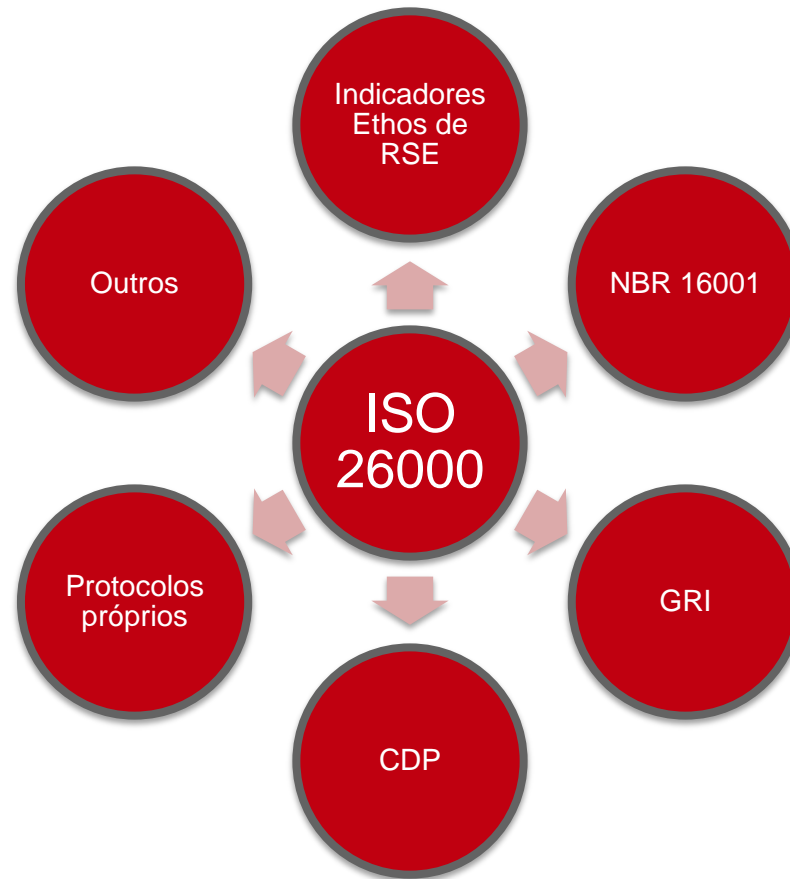 Indicadores
Ethos de
RSE
Outros
NBR 16001
ISO
26000
Protocolos
próprios
GRI
CDP